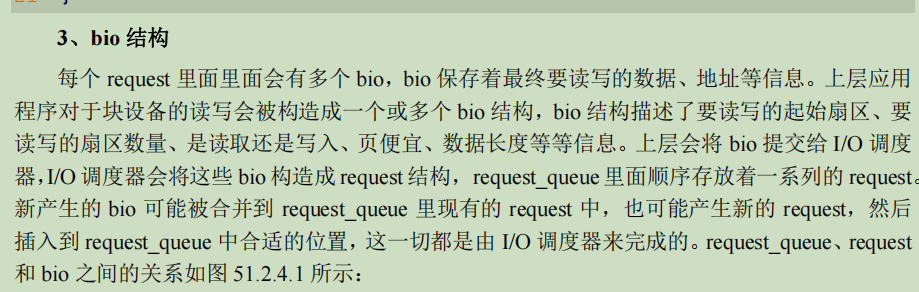 3、bio 结构
每个 request 里面里面会有多个 bio，bio 保存着最终要读写的数据、地址等信息。上层应用
程序对于块设备的读写会被构造成一个或多个 bio 结构，bio 结构描述了要读写的起始扇区、要
读写的扇区数量、是读取还是写入、页便宜、数据长度等等信息。上层会将 bio 提交给 I/O 调度
器，I/O 调度器会将这些 bio 构造成 request 结构，request_queue 里面顺序存放着一系列的 request。
新产生的 bio 可能被合并到 request_queue 里现有的 request 中，也可能产生新的 request，然后
插入到 request_queue 中合适的位置，这一切都是由 I/O 调度器来完成的。request_queue、request
和 bio 之间的关系如图 51.2.4.1 所示：